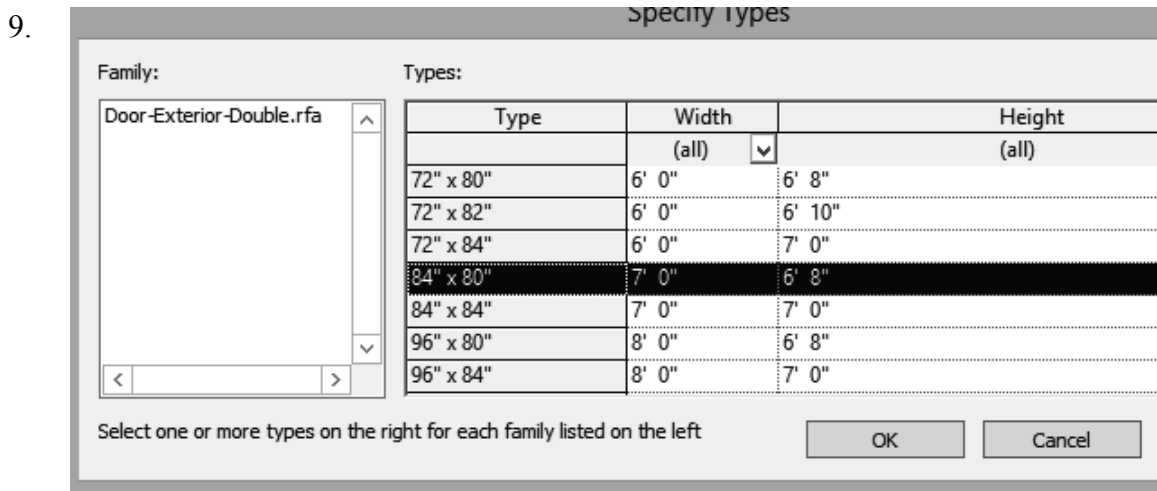 9.
Specify Types
Family:
Types:
Door-Exterior-Double.rfa
Type Width Height
(all) (all)
72" x 80" 6' 0" 6' 8"
72" x 82" 6' 0" 6' 10"
72" x 84" 6' 0" 7' 0"
84" x 80" 7' 0" 6' 8"
84" x 84" 7' 0" 7' 0"
96" x 80" 8' 0" 6' 8"
96" x 84" 8' 0" 7' 0"
Select one or more types on the right for each family listed on the left
OK Cancel